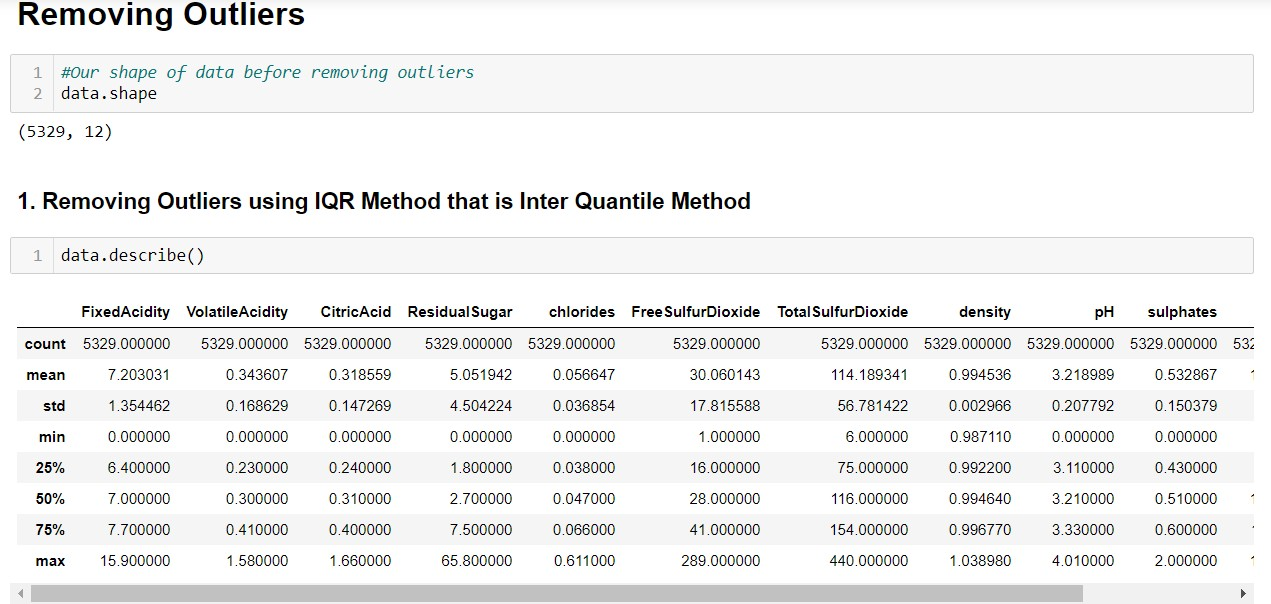 Removing Outliers
1 #Our shape of data before removing outliers
2 data.shape
(5329, 12)
1. Removing Outliers using IQR Method that is Inter Quantile Method
1 data.describe()
FixedAcidity VolatileAcidity CitricAcid ResidualSugar chlorides FreeSulfurDioxide TotalSulfurDioxide density pH sulphates
count 5329.000000 5329.000000 5329.000000 5329.000000 5329.000000 5329.000000 5329.000000 5329.000000 5329.000000 5329.000000 532
mean 7.203031 0.343607 0.318559 5.051942 0.056647 30.060143 114.189341 0.994536 3.218989 0.532867
std 1.354462 0.168629 0.147269 4.504224 0.036854 17.815588 56.781422 0.002966 0.207792 0.150379
min 0.000000 0.000000 0.000000 0.000000 0.000000 1.000000 6.000000 0.987110 0.000000 0.000000
25% 6.400000 0.230000 0.240000 1.800000 0.038000 16.000000 75.000000 0.992200 3.110000 0.430000
50% 7.000000 0.300000 0.310000 2.700000 0.047000 28.000000 116.000000 0.994640 3.210000 0.510000
75% 7.700000 0.410000 0.400000 7.500000 0.066000 41.000000 154.000000 0.996770 3.330000 0.600000
max 15.900000 1.580000 1.660000 65.800000 0.611000 289.000000 440.000000 1.038980 4.010000 2.000000